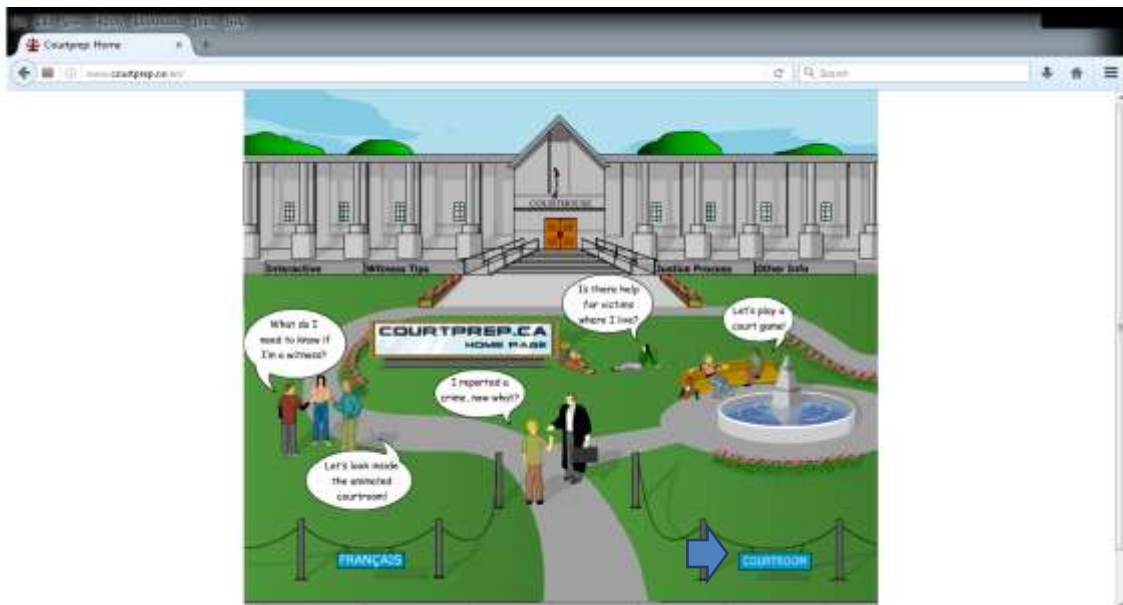 Courtprep Home
www.courtprep.ca/en/
Search
COURTHOUSE
Interactive
Witness Tips
Justice Process
Other Info
Is there help
for victims
where I live?
Let's play a
court game!
What do I
need to know if
I'm a witness?
COURTPREP.CA
HOME PAGE
I reported a
crime, now what?
Let's look inside
the animated
courtroom!
FRANÇAIS
COURTROOM